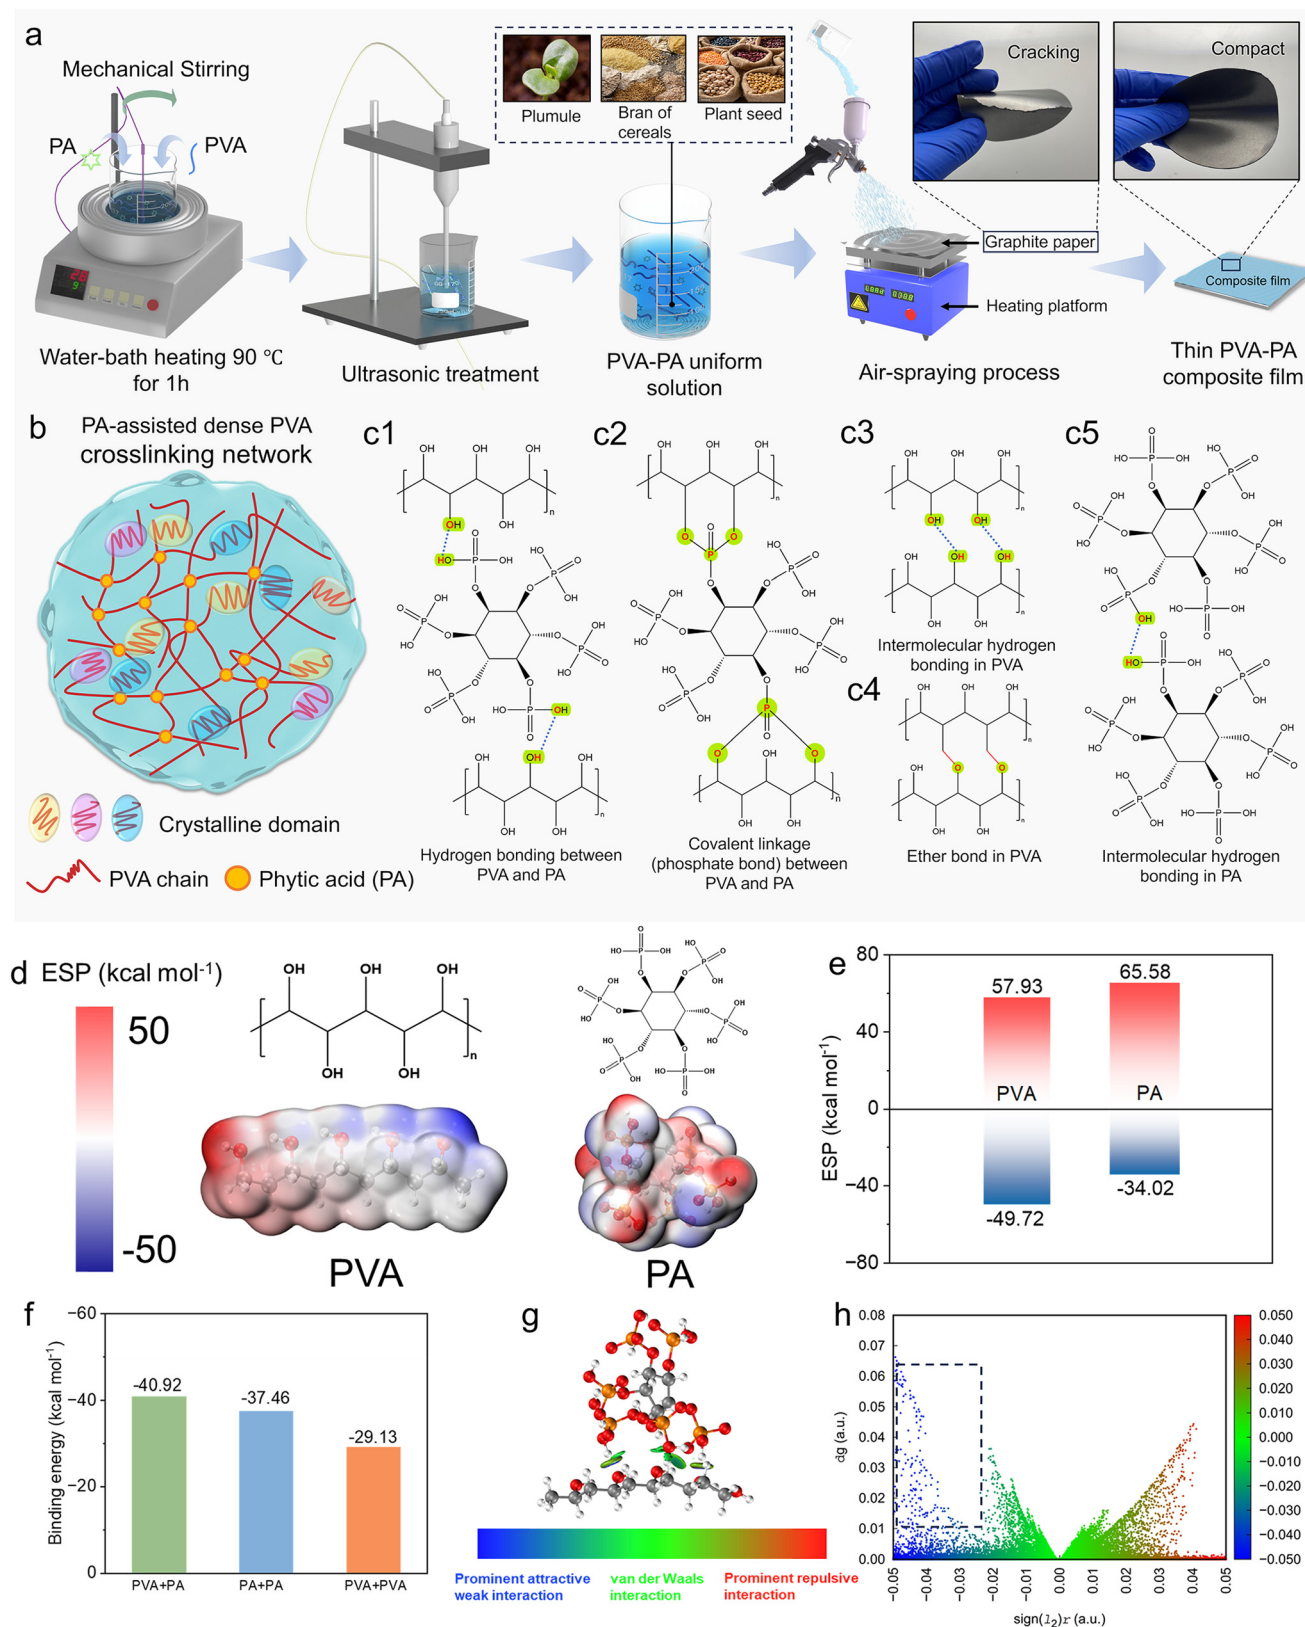 a
Mechanical Stirring
PA
PVA
Water-bath heating 90 ℃
for 1h
Ultrasonic treatment
Plumule
Bran of
cereals
Plant seed
PVA-PA uniform
solution
Graphite paper
Heating platform
Air-spraying process
Cracking
Compact
Composite film
Thin PVA-PA
composite film
b
PA-assisted dense PVA
crosslinking network
Crystalline domain
PVA chain
Phytic acid (PA)
c1
Hydrogen bonding between
PVA and PA
c2
Covalent linkage
(phosphate bond) between
PVA and PA
c3
Intermolecular hydrogen
bonding in PVA
c4
Ether bond in PVA
c5
Intermolecular hydrogen
bonding in PA
d
ESP (kcal mol⁻¹)
50
-50
OH OH OH
OH OH
n
PVA
PA
e
ESP (kcal mol⁻¹)
80
40
0
−40
−80
57.93
65.58
PVA
PA
-49.72
-34.02
f
Binding energy (kcal mol⁻¹)
−60
−40
−20
0
-40.92
-37.46
-29.13
PVA+PA
PA+PA
PVA+PVA
g
Prominent attractive
weak interaction
van der Waals
interaction
Prominent repulsive
interaction
h
dg (a.u.)
0.08
0.07
0.06
0.05
0.04
0.03
0.02
0.01
0.00
−0.05
−0.04
−0.03
−0.02
−0.01
0.00
0.01
0.02
0.03
0.04
0.05
sign(l₂)r (a.u.)
0.050
0.040
0.030
0.020
0.010
0.000
−0.010
−0.020
−0.030
−0.040
−0.050